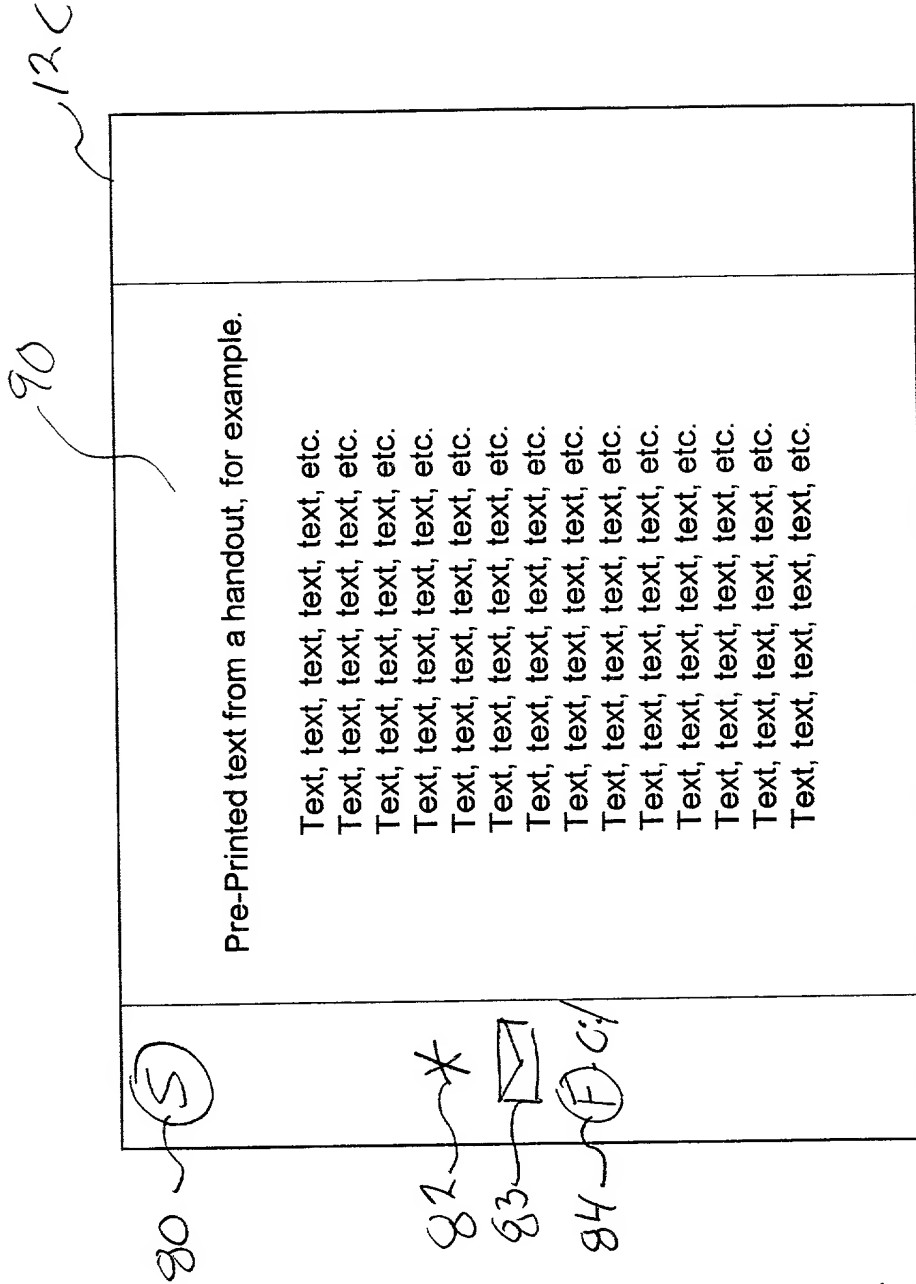 12C
90
Pre-Printed text from a handout, for example.
Text, text, text, text, text, etc.
Text, text, text, text, text, etc.
Text, text, text, text, text, etc.
Text, text, text, text, text, etc.
Text, text, text, text, text, etc.
Text, text, text, text, text, etc.
Text, text, text, text, text, etc.
Text, text, text, text, text, etc.
Text, text, text, text, text, etc.
Text, text, text, text, text, etc.
Text, text, text, text, text, etc.
Text, text, text, text, text, etc.
Text, text, text, text, text, etc.
Text, text, text, text, text, etc.
80 S
82 *
83
84 F C:/